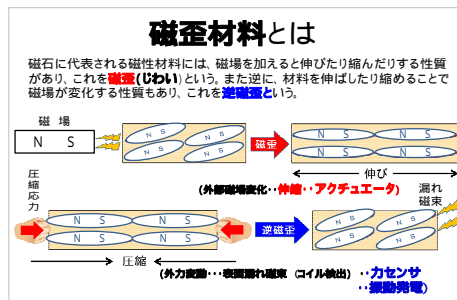 磁歪材料とは
磁石に代表される磁性材料には、磁場を加えると伸びたり縮んだりする性質
があり、これを磁歪(じわい)という。また逆に、材料を伸ばしたり縮めることで
磁場が変化する性質もあり、これを逆磁歪という。
磁 場
N S
N S
N S
N S
N S
磁歪
N S
N S
N S
N S
伸び
(外部磁場変化‥伸縮‥アクチュエータ)
圧縮応力
N S
N S
N S
N S
圧縮
逆磁歪
N S
N S
N S
N S
漏れ
磁束
(外力変動‥‥表面漏れ磁束 (コイル検出) ‥力センサ
‥振動発電)